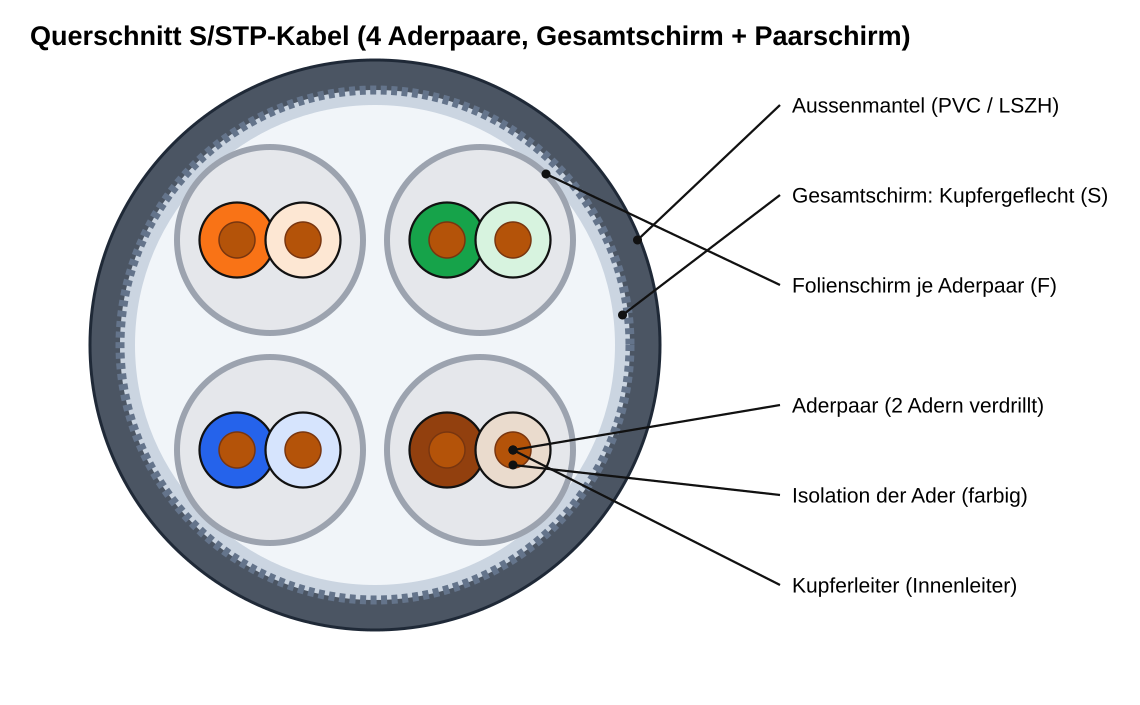 Querschnitt S/STP-Kabel (4 Aderpaare, Gesamtschirm + Paarschirm)
Aussenmantel (PVC / LSZH)
Gesamtschirm: Kupfergeflecht (S)
Folienschirm je Aderpaar (F)
Aderpaar (2 Adern verdrillt)
Isolation der Ader (farbig)
Kupferleiter (Innenleiter)